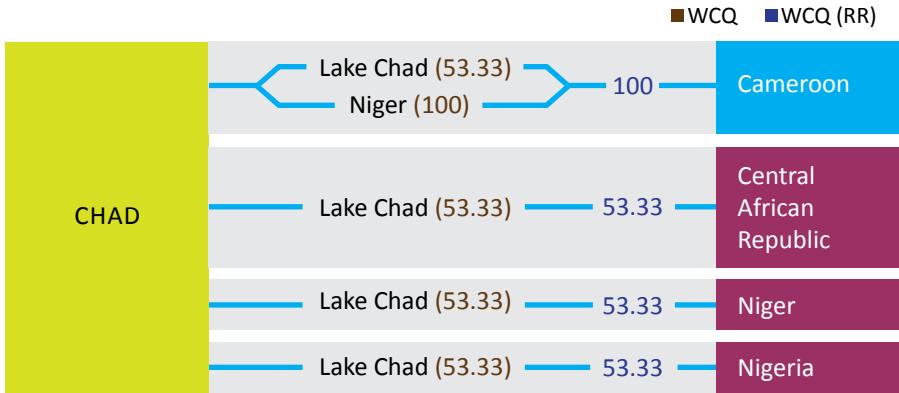 WCQ WCQ (RR)
CHAD
Lake Chad (53.33)
Niger (100)
100
Cameroon
Lake Chad (53.33)
53.33
Central
African
Republic
Lake Chad (53.33)
53.33
Niger
Lake Chad (53.33)
53.33
Nigeria